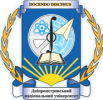 DOCENDO DISCIMUS
Дніпропетровський
національний університет